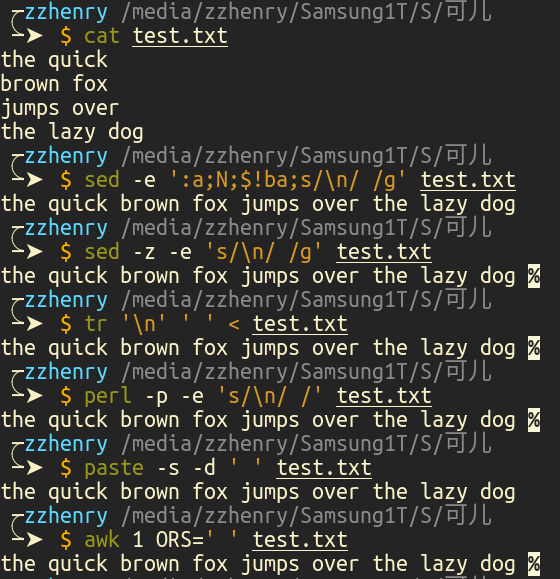 ╭─zzhenry /media/zzhenry/Samsung1T/S/可儿
╰─➤ $ cat test.txt
the quick
brown fox
jumps over
the lazy dog
╭─zzhenry /media/zzhenry/Samsung1T/S/可儿
╰─➤ $ sed -e ':a;N;$!ba;s/\n/ /g' test.txt
the quick brown fox jumps over the lazy dog
╭─zzhenry /media/zzhenry/Samsung1T/S/可儿
╰─➤ $ sed -z -e 's/\n/ /g' test.txt
the quick brown fox jumps over the lazy dog %
╭─zzhenry /media/zzhenry/Samsung1T/S/可儿
╰─➤ $ tr '\n' ' ' < test.txt
the quick brown fox jumps over the lazy dog %
╭─zzhenry /media/zzhenry/Samsung1T/S/可儿
╰─➤ $ perl -p -e 's/\n/ /' test.txt
the quick brown fox jumps over the lazy dog %
╭─zzhenry /media/zzhenry/Samsung1T/S/可儿
╰─➤ $ paste -s -d ' ' test.txt
the quick brown fox jumps over the lazy dog
╭─zzhenry /media/zzhenry/Samsung1T/S/可儿
╰─➤ $ awk 1 ORS=' ' test.txt
the quick brown fox jumps over the lazy dog %